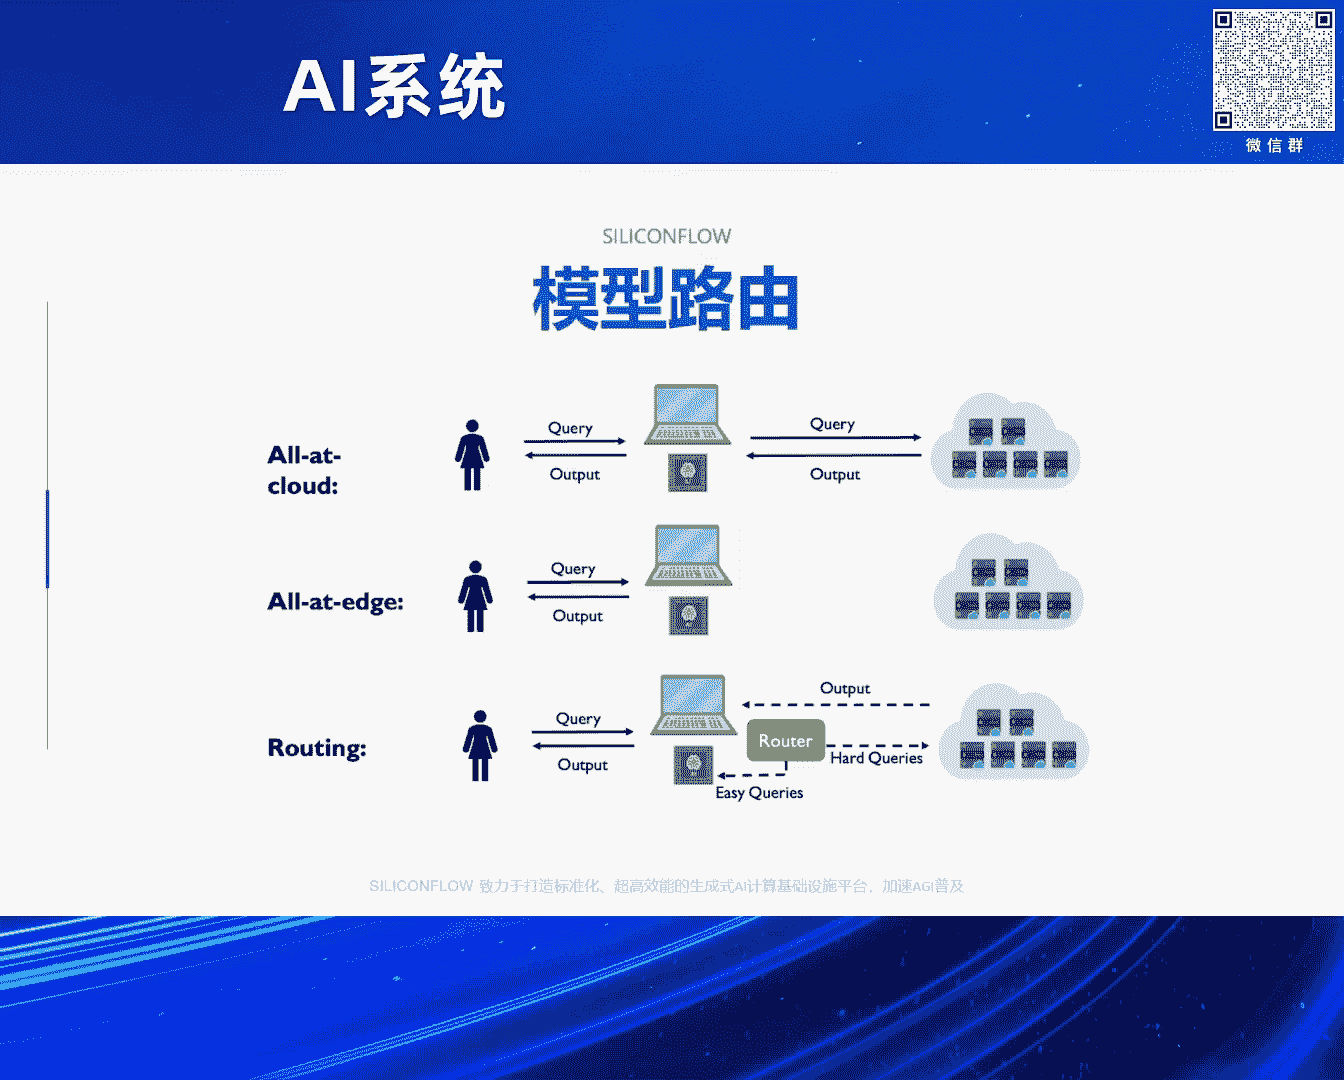 AI系统
微信群
SILICONFLOW
模型路由
All-at-
cloud:
Query
Output
Query
Output
All-at-edge:
Query
Output
Routing:
Query
Output
Output
Router
Hard Queries
Easy Queries
SILICONFLOW 致力于打造标准化、超高效能的生成式AI计算基础设施平台，加速AGI普及